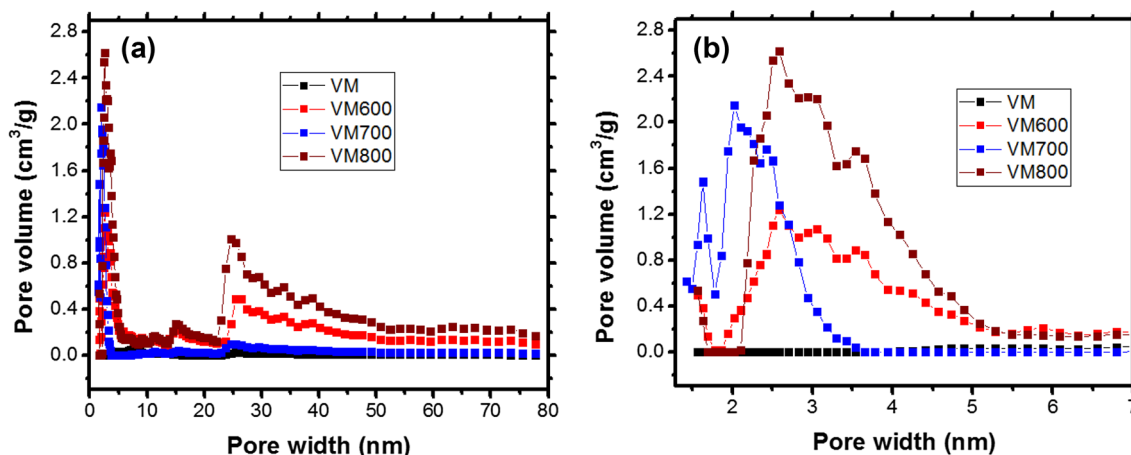 (a)
Pore volume (cm³/g)
2.8
2.4
2.0
1.6
1.2
0.8
0.4
0.0
VM
VM600
VM700
VM800
0 10 20 30 40 50 60 70 80
Pore width (nm)
(b)
Pore volume (cm³/g)
2.8
2.4
2.0
1.6
1.2
0.8
0.4
0.0
VM
VM600
VM700
VM800
2 3 4 5 6 7
Pore width (nm)